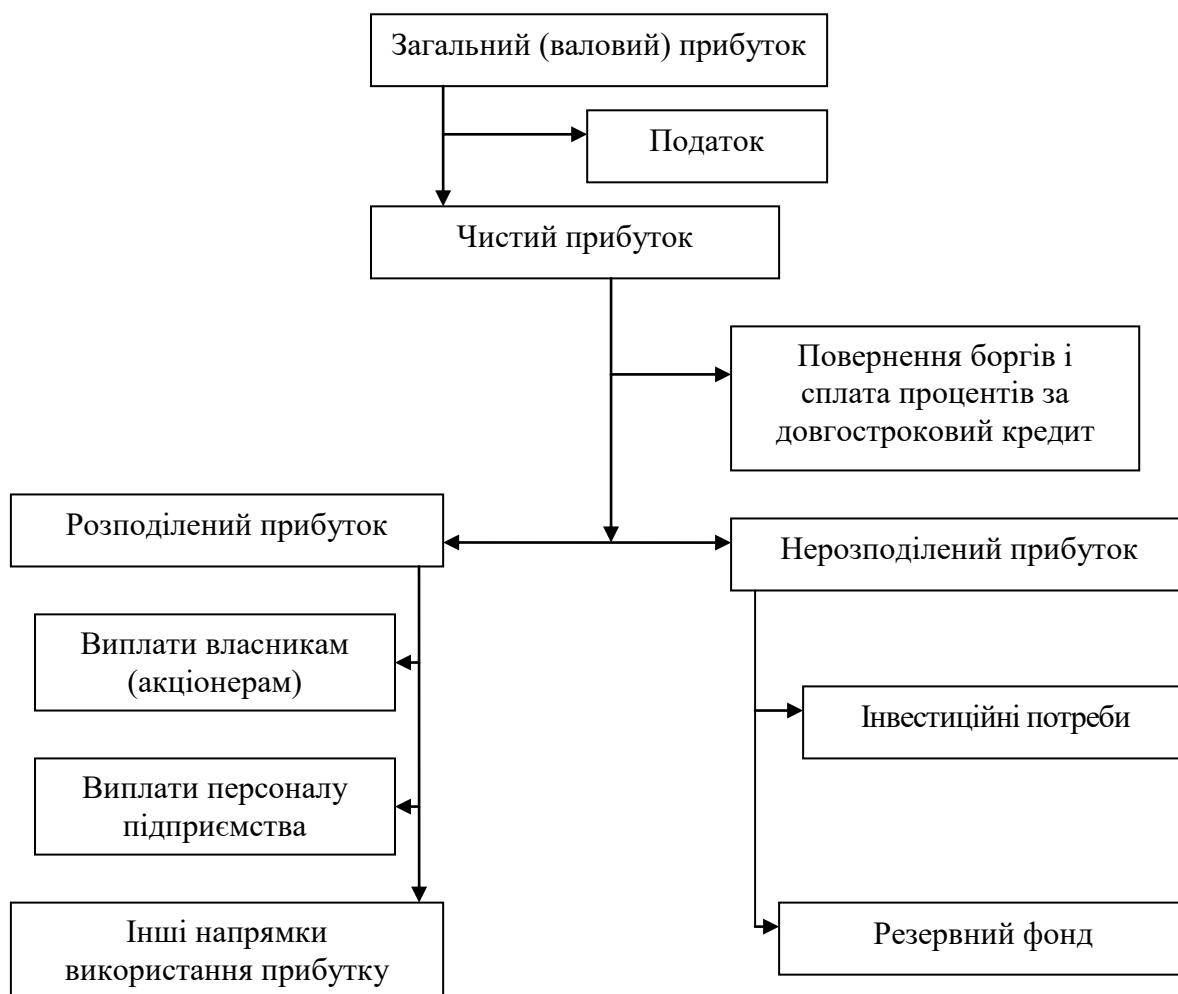 Загальний (валовий) прибуток
Податок
Чистий прибуток
Повернення боргів і
сплата процентів за
довгостроковий кредит
Розподілений прибуток
Нерозподілений прибуток
Виплати власникам
(акціонерам)
Інвестиційні потреби
Виплати персоналу
підприємства
Інші напрямки
використання прибутку
Резервний фонд